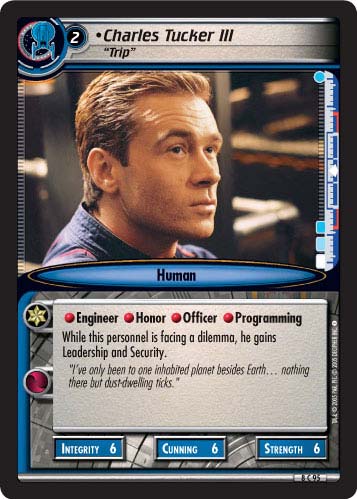 2 •Charles Tucker III
"Trip"
Human
Engineer Honor Officer Programming
While this personnel is facing a dilemma, he gains
Leadership and Security.
"I've only been to one inhabited planet besides Earth... nothing
there but dust-dwelling ticks."
INTEGRITY 6 CUNNING 6 STRENGTH 6
8 C 95